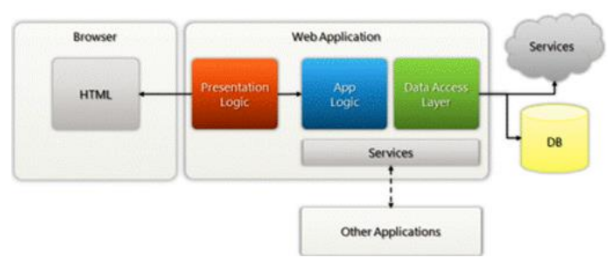 Browser
Web Application
Services
HTML
Presentation
Logic
App
Logic
Data Access
Layer
DB
Services
Other Applications